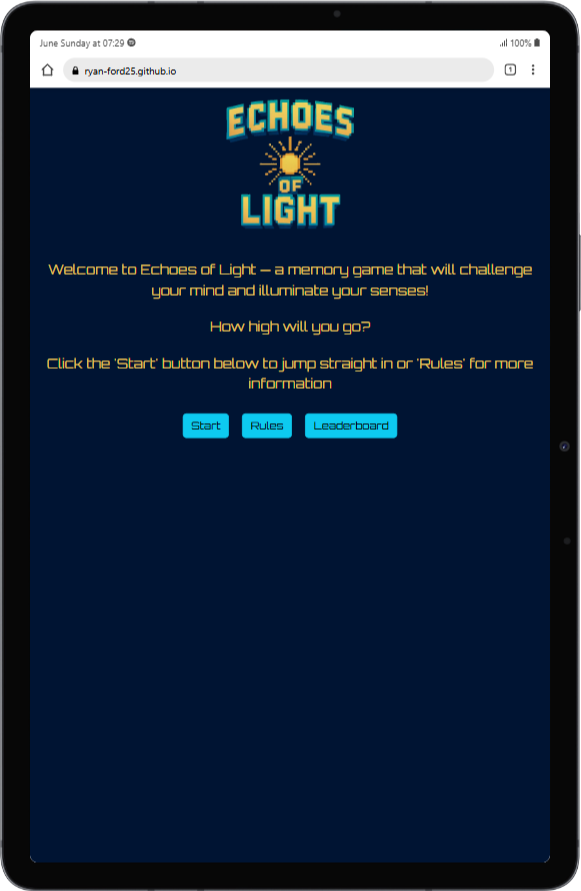 June Sunday at 07:29
100%
ryan-ford25.github.io
1
ECHOES
OF
LIGHT
Welcome to Echoes of Light — a memory game that will challenge
your mind and illuminate your senses!
How high will you go?
Click the 'Start' button below to jump straight in or 'Rules' for more
information
Start Rules Leaderboard